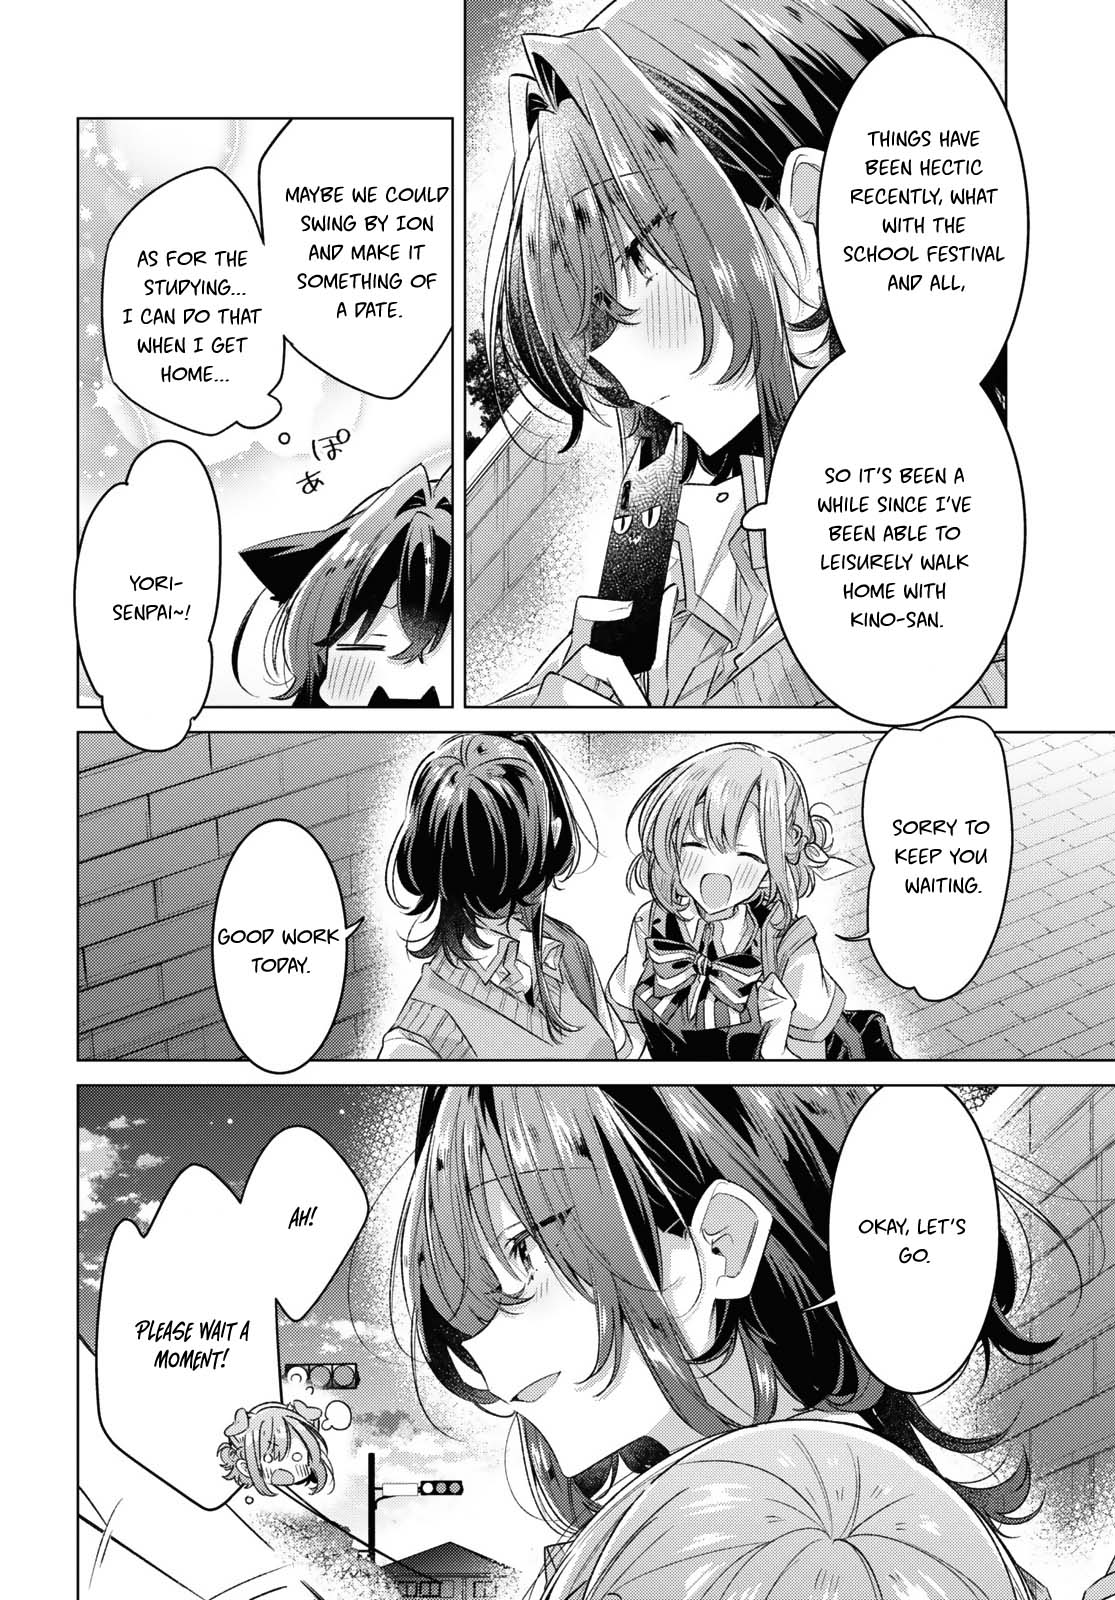 THINGS HAVE
BEEN HECTIC
RECENTLY, WHAT
WITH THE
SCHOOL FESTIVAL
AND ALL,
SO IT'S BEEN A
WHILE SINCE I'VE
BEEN ABLE TO
LEISURELY WALK
HOME WITH
KINO-SAN.
MAYBE WE COULD
SWING BY ION
AND MAKE IT
SOMETHING OF
A DATE.
AS FOR THE
STUDYING...
I CAN DO THAT
WHEN I GET
HOME...
ぽあ
YORI-
SENPAI~!
SORRY TO
KEEP YOU
WAITING.
GOOD WORK
TODAY.
OKAY, LET'S
GO.
AH!
PLEASE WAIT A
MOMENT!